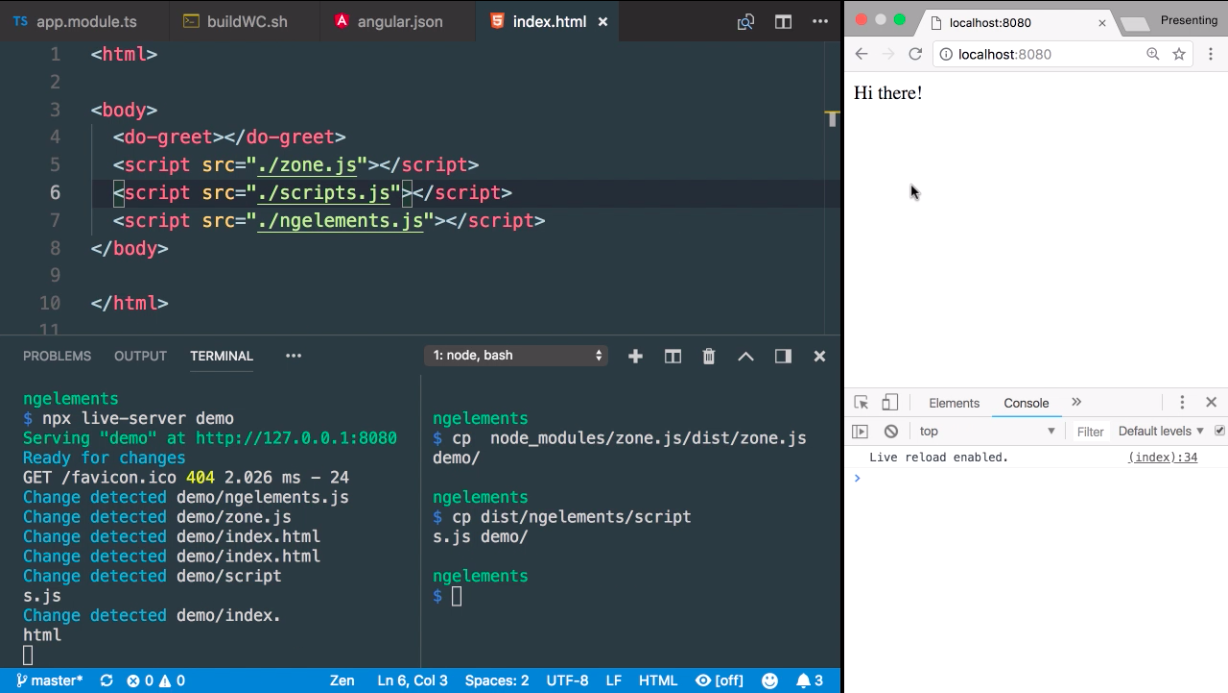 TS app.module.ts buildWC.sh angular.json index.html
1 <html>
2
3 <body>
4 <do-greet></do-greet>
5 <script src="./zone.js"></script>
6 <script src="./scripts.js"></script>
7 <script src="./ngelements.js"></script>
8 </body>
9
10 </html>
11
PROBLEMS OUTPUT TERMINAL ••• 1: node, bash
ngelements
$ npx live-server demo
Serving "demo" at http://127.0.0.1:8080
Ready for changes
GET /favicon.ico 404 2.026 ms - 24
Change detected demo/ngelements.js
Change detected demo/zone.js
Change detected demo/index.html
Change detected demo/index.html
Change detected demo/script
s.js
Change detected demo/index.
html
ngelements
$ cp  node_modules/zone.js/dist/zone.js
demo/
ngelements
$ cp dist/ngelements/script
s.js demo/
ngelements
$
master* 0 0 Zen Ln 6, Col 3 Spaces: 2 UTF-8 LF HTML [off] 3
localhost:8080 Presenting
localhost:8080
Hi there!
Elements Console »
top Filter Default levels
Live reload enabled. (index):34
>